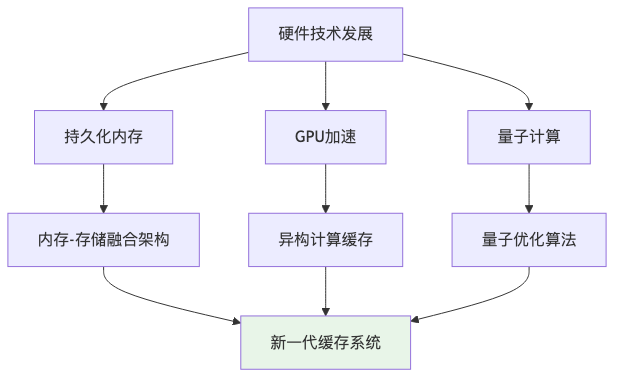 硬件技术发展
持久化内存
GPU加速
量子计算
内存-存储融合架构
异构计算缓存
量子优化算法
新一代缓存系统